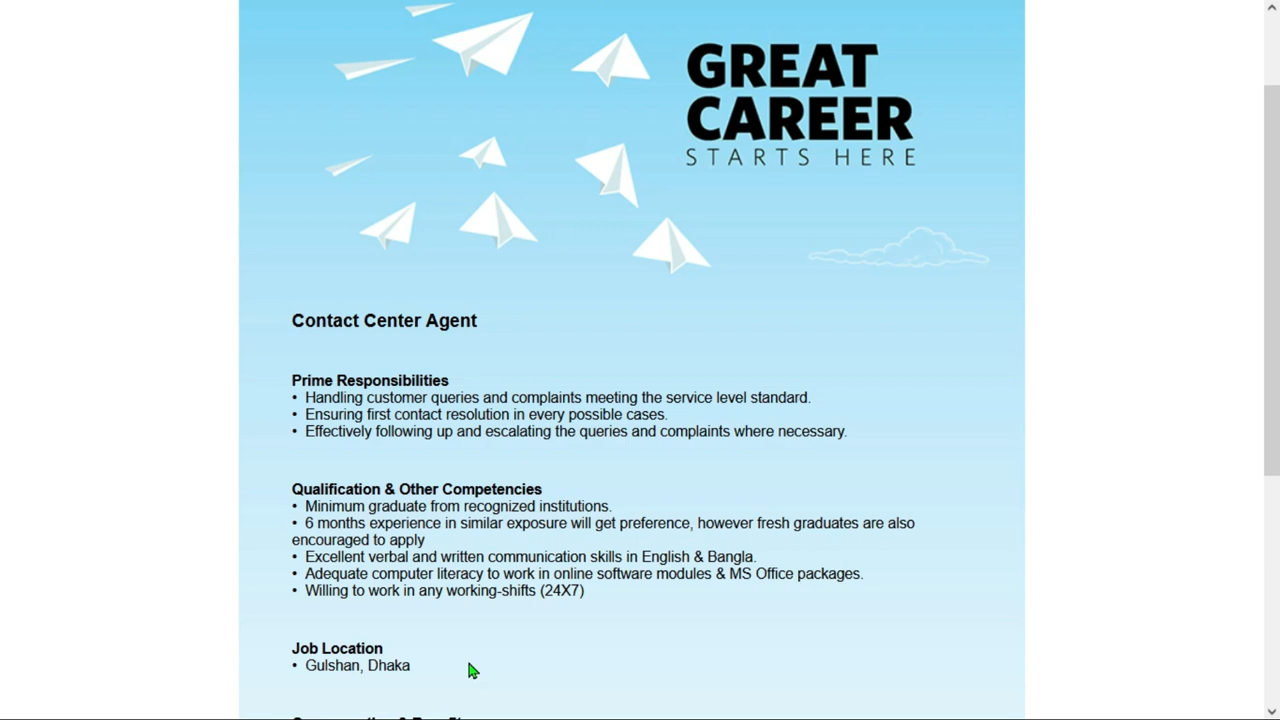 GREAT
CAREER
STARTS HERE
Contact Center Agent
Prime Responsibilities
• Handling customer queries and complaints meeting the service level standard.
• Ensuring first contact resolution in every possible cases.
• Effectively following up and escalating the queries and complaints where necessary.
Qualification & Other Competencies
• Minimum graduate from recognized institutions.
• 6 months experience in similar exposure will get preference, however fresh graduates are also
encouraged to apply
• Excellent verbal and written communication skills in English & Bangla.
• Adequate computer literacy to work in online software modules & MS Office packages.
• Willing to work in any working-shifts (24X7)
Job Location
• Gulshan, Dhaka